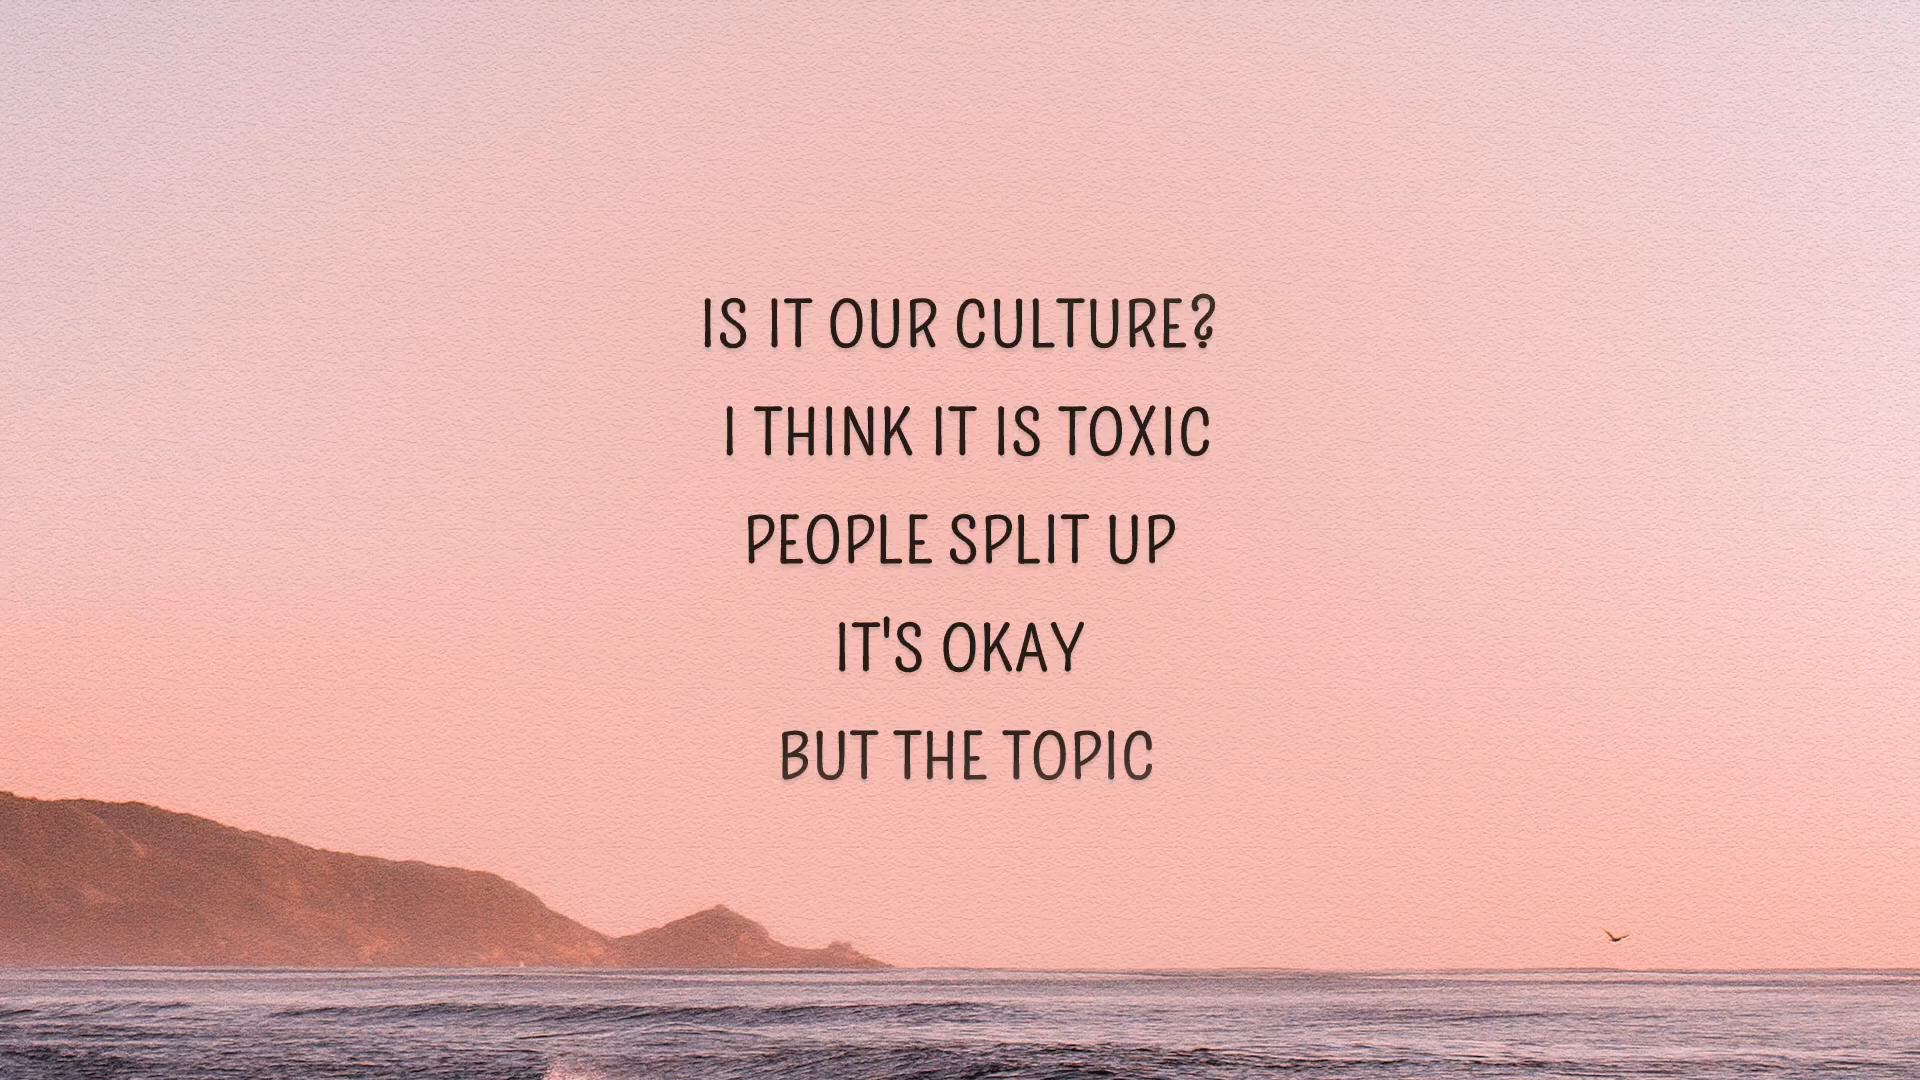 IS IT OUR CULTURE?
I THINK IT IS TOXIC
PEOPLE SPLIT UP
IT'S OKAY
BUT THE TOPIC